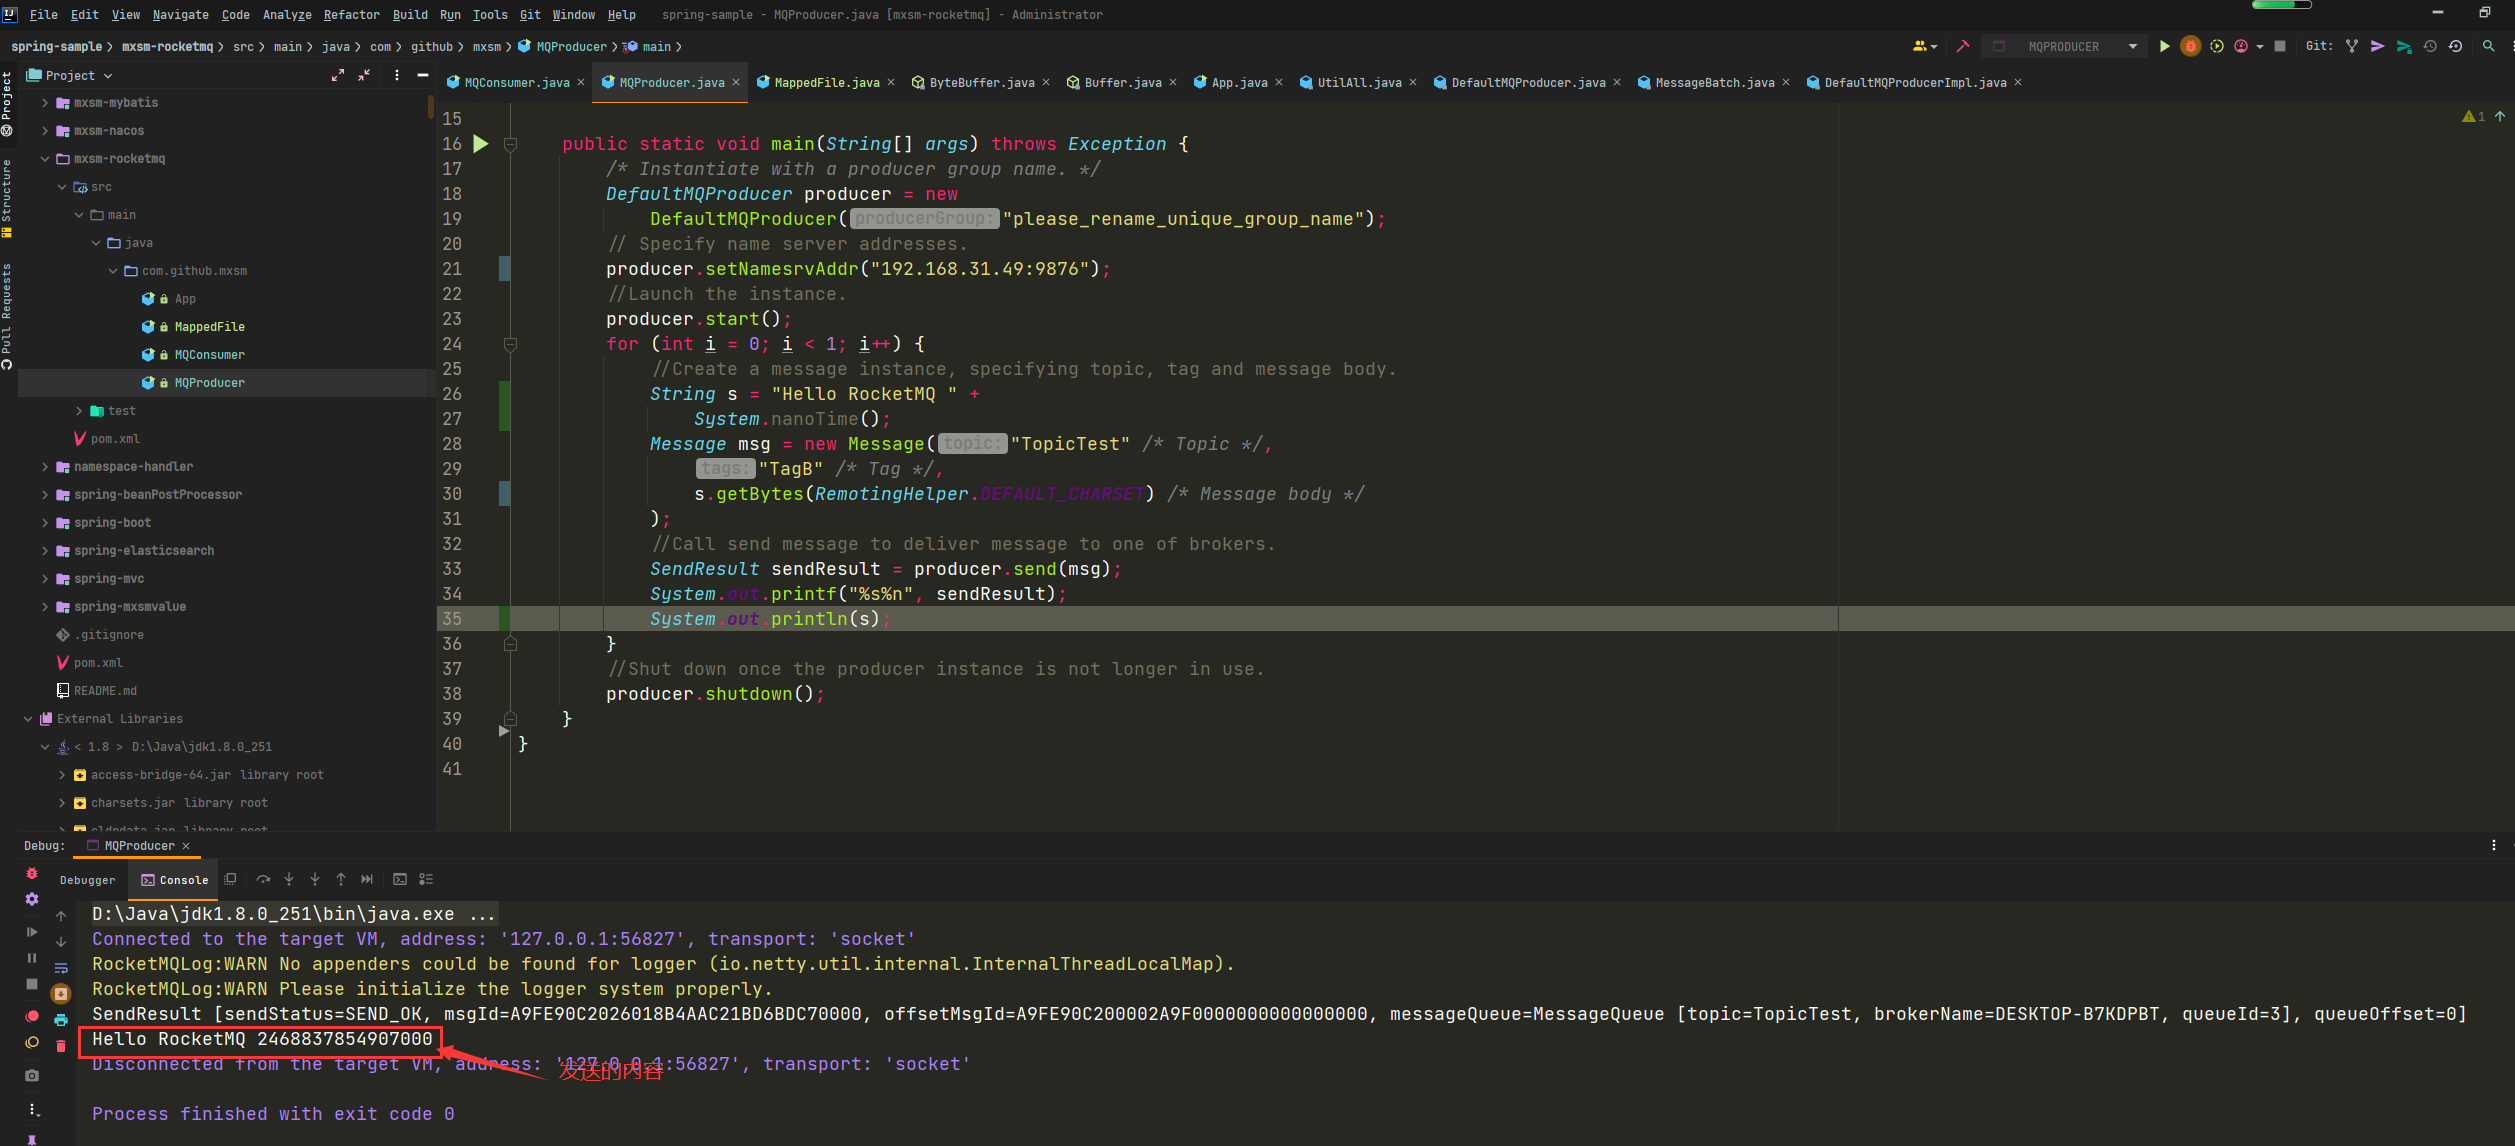 File Edit View Navigate Code Analyze Refactor Build Run Tools Git Window Help spring-sample - MQProducer.java [mxsm-rocketmq] - Administrator
spring-sample mxsm-rocketmq src main java com github mxsm MQProducer main MQPRODUCER Git:
Project
MQConsumer.java MQProducer.java MappedFile.java ByteBuffer.java Buffer.java App.java UtilAll.java DefaultMQProducer.java MessageBatch.java DefaultMQProducerImpl.java
Project
Structure
Pull Requests
mxsm-mybatis
mxsm-nacos
mxsm-rocketmq
src
main
java
com.github.mxsm
App
MappedFile
MQConsumer
MQProducer
test
pom.xml
namespace-handler
spring-beanPostProcessor
spring-boot
spring-elasticsearch
spring-mvc
spring-mxsmvalue
.gitignore
pom.xml
README.md
External Libraries
< 1.8 > D:\Java\jdk1.8.0_251
access-bridge-64.jar library root
charsets.jar library root
cldrdata.jar library root
1
15
16 public static void main(String[] args) throws Exception {
17 /* Instantiate with a producer group name. */
18 DefaultMQProducer producer = new
19 DefaultMQProducer( producerGroup: "please_rename_unique_group_name");
20 // Specify name server addresses.
21 producer.setNamesrvAddr("192.168.31.49:9876");
22 //Launch the instance.
23 producer.start();
24 for (int i = 0; i < 1; i++) {
25 //Create a message instance, specifying topic, tag and message body.
26 String s = "Hello RocketMQ " +
27 System.nanoTime();
28 Message msg = new Message( topic: "TopicTest" /* Topic */,
29 tags: "TagB" /* Tag */,
30 s.getBytes(RemotingHelper.DEFAULT_CHARSET) /* Message body */
31 );
32 //Call send message to deliver message to one of brokers.
33 SendResult sendResult = producer.send(msg);
34 System.out.printf("%s%n", sendResult);
35 System.out.println(s);
36 }
37 //Shut down once the producer instance is not longer in use.
38 producer.shutdown();
39 }
40 }
41
Debug: MQProducer
Debugger Console
D:\Java\jdk1.8.0_251\bin\java.exe ...
Connected to the target VM, address: '127.0.0.1:56827', transport: 'socket'
RocketMQLog:WARN No appenders could be found for logger (io.netty.util.internal.InternalThreadLocalMap).
RocketMQLog:WARN Please initialize the logger system properly.
SendResult [sendStatus=SEND_OK, msgId=A9FE90C2026018B4AAC21BD6BDC70000, offsetMsgId=A9FE90C200002A9F0000000000000000, messageQueue=MessageQueue [topic=TopicTest, brokerName=DESKTOP-B7KDPBT, queueId=3], queueOffset=0]
Hello RocketMQ 2468837854907000
Disconnected from the target VM, address: '127.0.0.1:56827', transport: 'socket'
发送的内容
Process finished with exit code 0